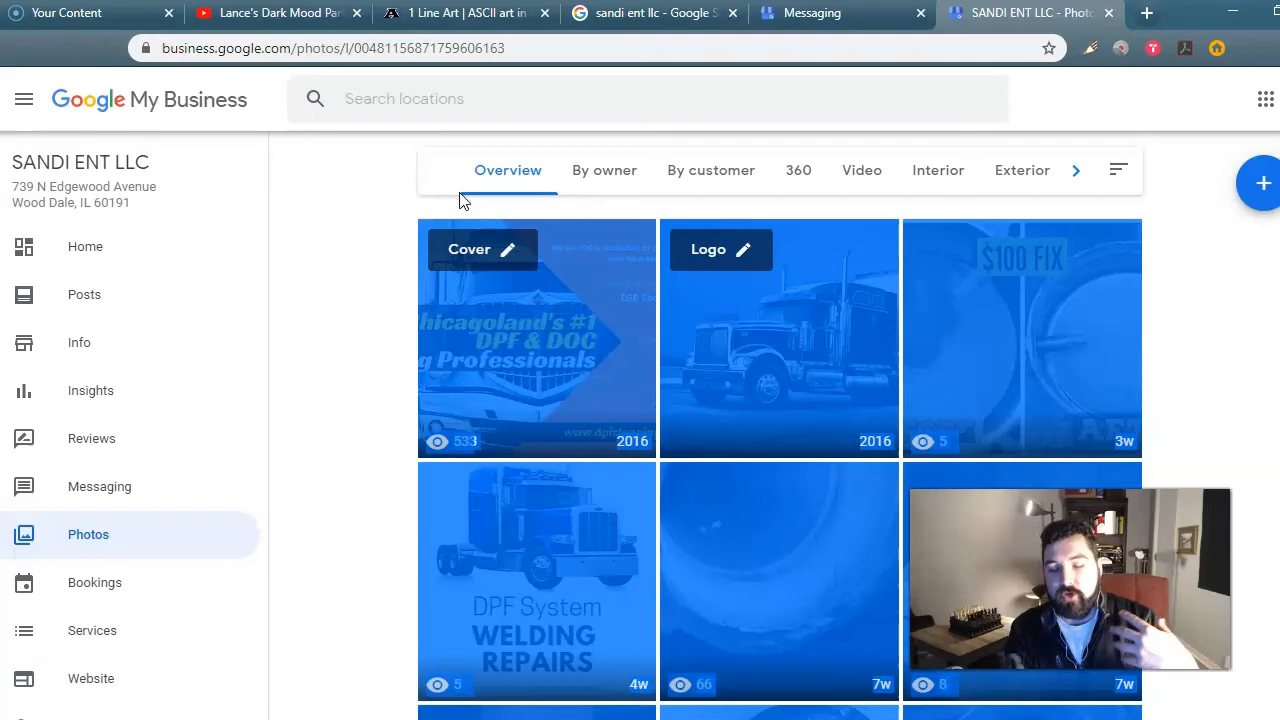 Your Content
Lance's Dark Mood Par
1 Line Art | ASCII art in
sandi ent llc - Google S
Messaging
SANDI ENT LLC - Photo
business.google.com/photos/l/00481156871759606163
Google My Business
Search locations
SANDI ENT LLC
739 N Edgewood Avenue
Wood Dale, IL 60191
Home
Posts
Info
Insights
Reviews
Messaging
Photos
Bookings
Services
Website
Overview
By owner
By customer
360
Video
Interior
Exterior
Cover
hicagoland's #1
DPF & DOC
g Professionals
www.dpfcleanin
533
2016
Logo
2016
$100 FIX
5
3w
DPF System
WELDING
REPAIRS
5
4w
66
7w
8
7w